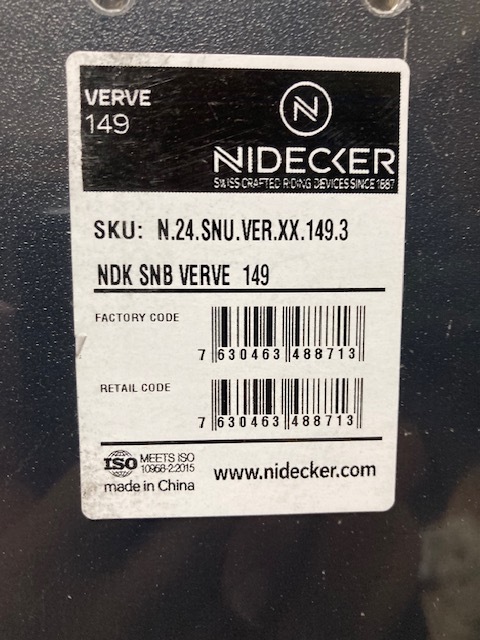 VERVE
149
N
NIDECKER
SWISS CRAFTED RIDING DEVICES SINCE 1887
SKU: N.24.SNU.VER.XX.149.3
NDK SNB VERVE 149
FACTORY CODE
7 630463 488713
RETAIL CODE
7 630463 488713
ISO MEETS ISO
10958-2:2015
made in China
www.nidecker.com